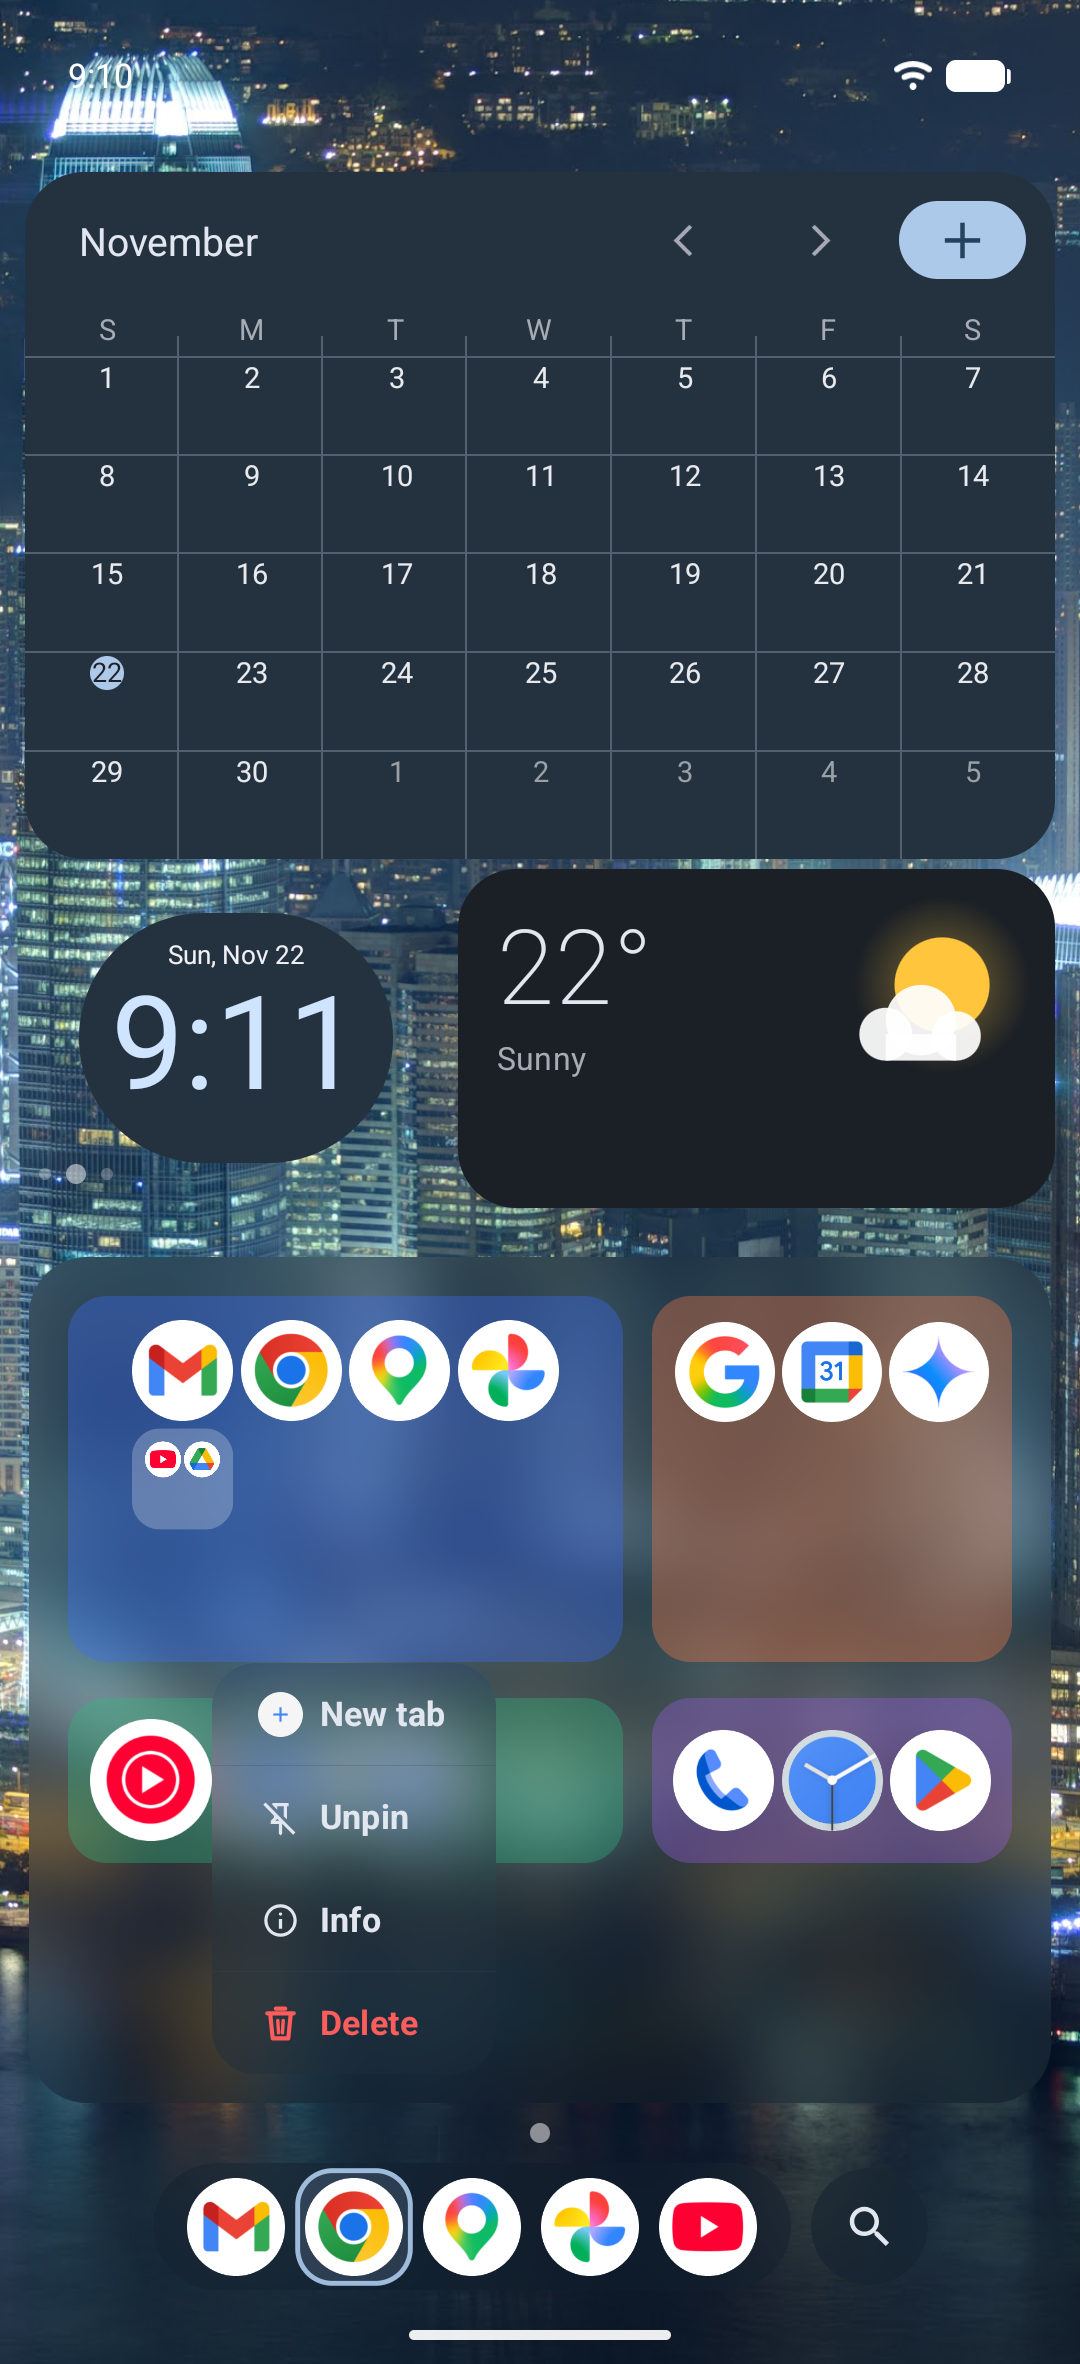 9:10
November
S M T W T F S
1 2 3 4 5 6 7
8 9 10 11 12 13 14
15 16 17 18 19 20 21
22 23 24 25 26 27 28
29 30 1 2 3 4 5
Sun, Nov 22
9:11
22°
Sunny
31
New tab
Unpin
Info
Delete